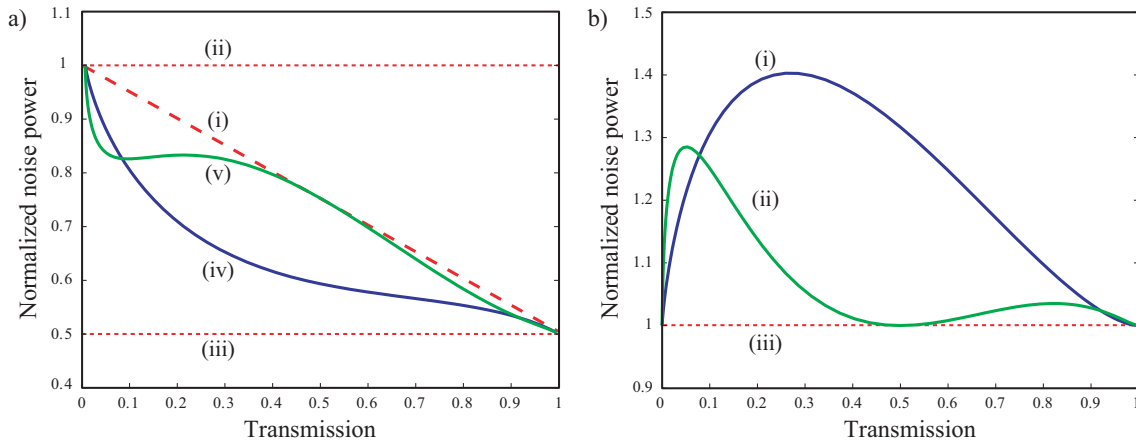 a)
Normalized noise power
1.1
1
0.9
0.8
0.7
0.6
0.5
0.4
(ii)
(i)
(v)
(iv)
(iii)
0
0.1
0.2
0.3
0.4
0.5
0.6
0.7
0.8
0.9
1
Transmission
b)
Normalized noise power
1.5
1.4
1.3
1.2
1.1
1
0.9
(i)
(ii)
(iii)
0
0.1
0.2
0.3
0.4
0.5
0.6
0.7
0.8
0.9
1
Transmission